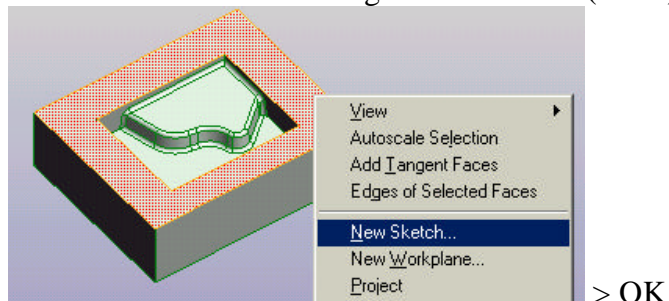 View
Autoscale Selection
Add Tangent Faces
Edges of Selected Faces
New Sketch...
New Workplane...
Project
> OK